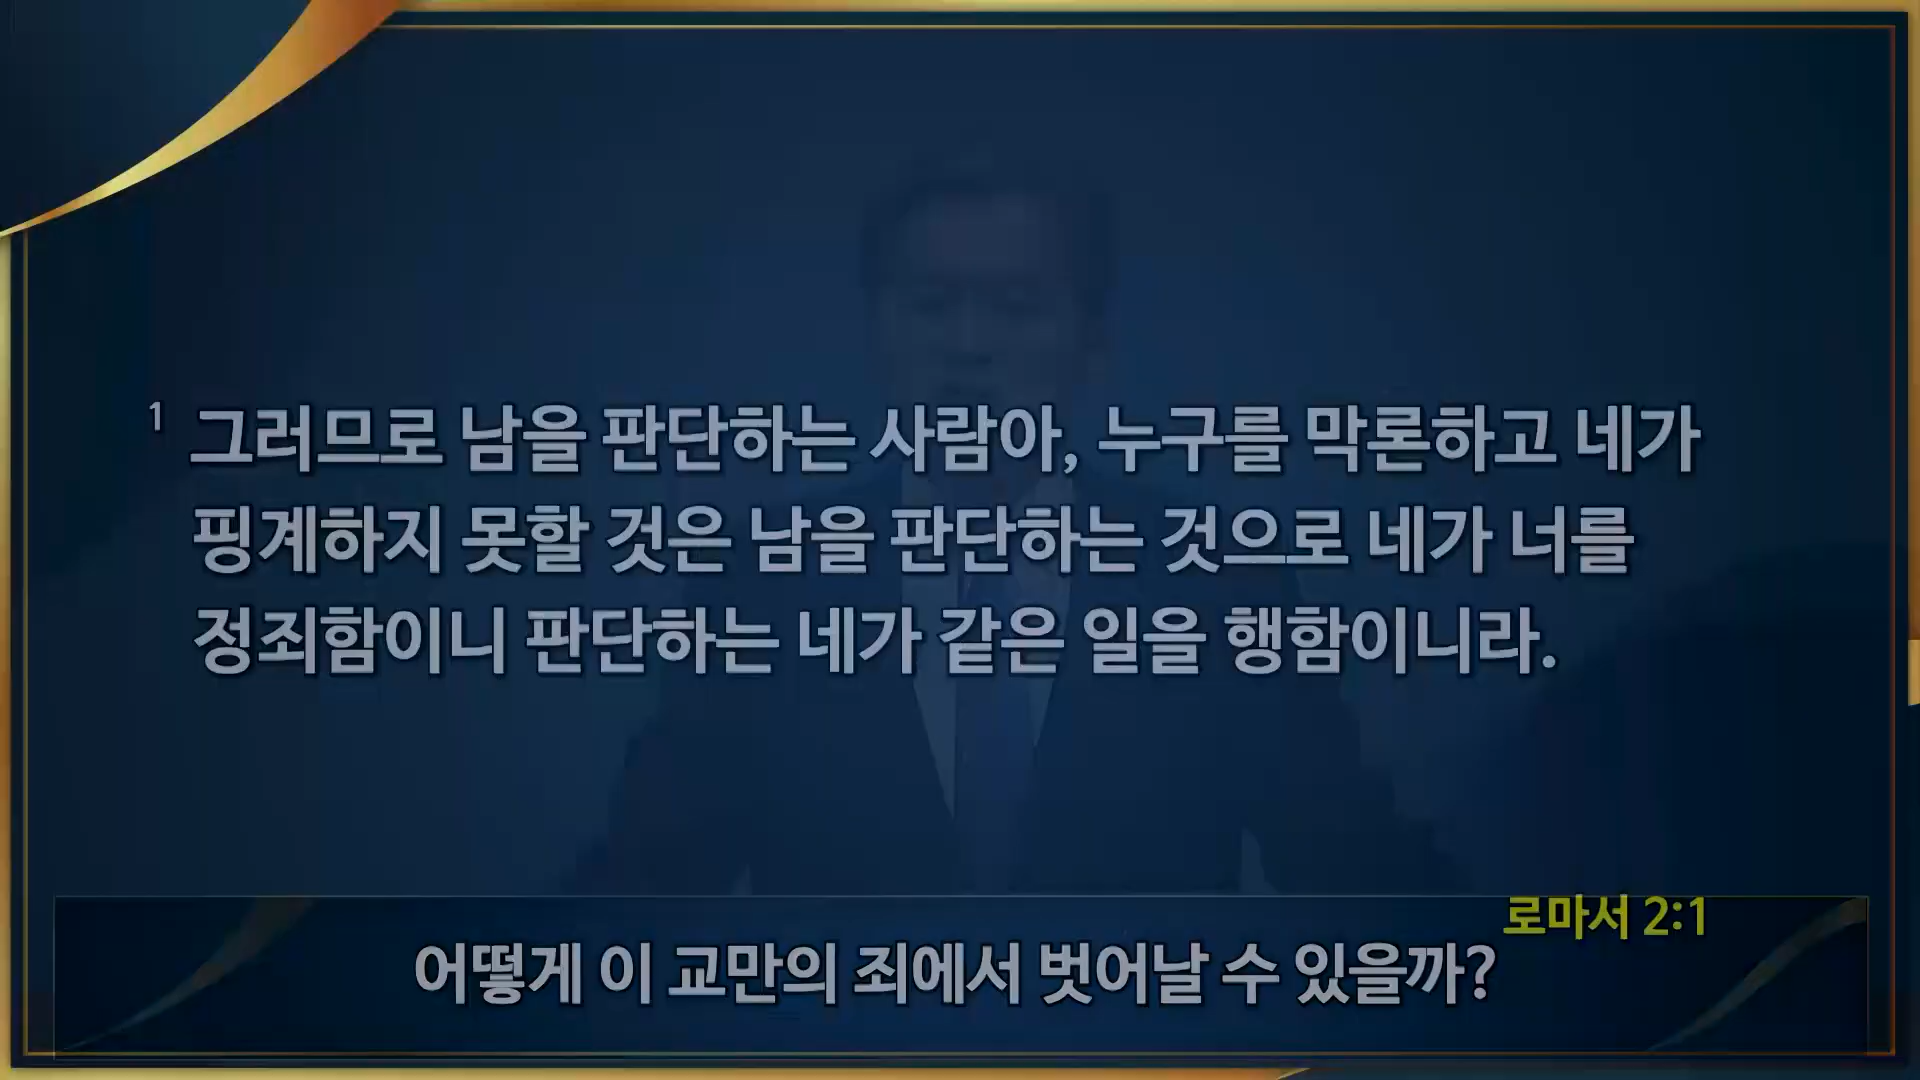 1 그러므로 남을 판단하는 사람아, 누구를 막론하고 네가
핑계하지 못할 것은 남을 판단하는 것으로 네가 너를
정죄함이니 판단하는 네가 같은 일을 행함이니라.
로마서 2:1
어떻게 이 교만의 죄에서 벗어날 수 있을까?